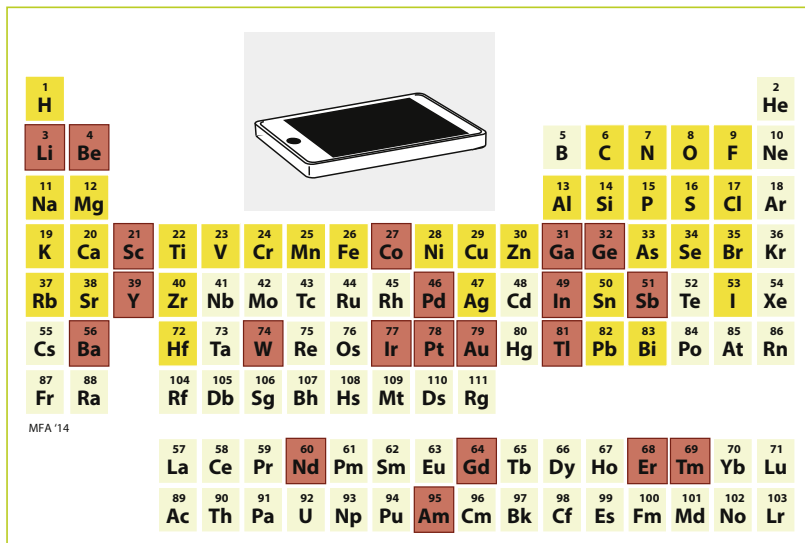 1 2
H He
3 4 5 6 7 8 9 10
Li Be B C N O F Ne
11 12 13 14 15 16 17 18
Na Mg Al Si P S Cl Ar
19 20 21 22 23 24 25 26 27 28 29 30 31 32 33 34 35 36
K Ca Sc Ti V Cr Mn Fe Co Ni Cu Zn Ga Ge As Se Br Kr
37 38 39 40 41 42 43 44 45 46 47 48 49 50 51 52 53 54
Rb Sr Y Zr Nb Mo Tc Ru Rh Pd Ag Cd In Sn Sb Te I Xe
55 56 72 73 74 75 76 77 78 79 80 81 82 83 84 85 86
Cs Ba Hf Ta W Re Os Ir Pt Au Hg Tl Pb Bi Po At Rn
87 88 104 105 106 107 108 109 110 111
Fr Ra Rf Db Sg Bh Hs Mt Ds Rg
MFA '14
57 58 59 60 61 62 63 64 65 66 67 68 69 70 71
La Ce Pr Nd Pm Sm Eu Gd Tb Dy Ho Er Tm Yb Lu
89 90 91 92 93 94 95 96 97 98 99 100 101 102 103
Ac Th Pa U Np Pu Am Cm Bk Cf Es Fm Md No Lr